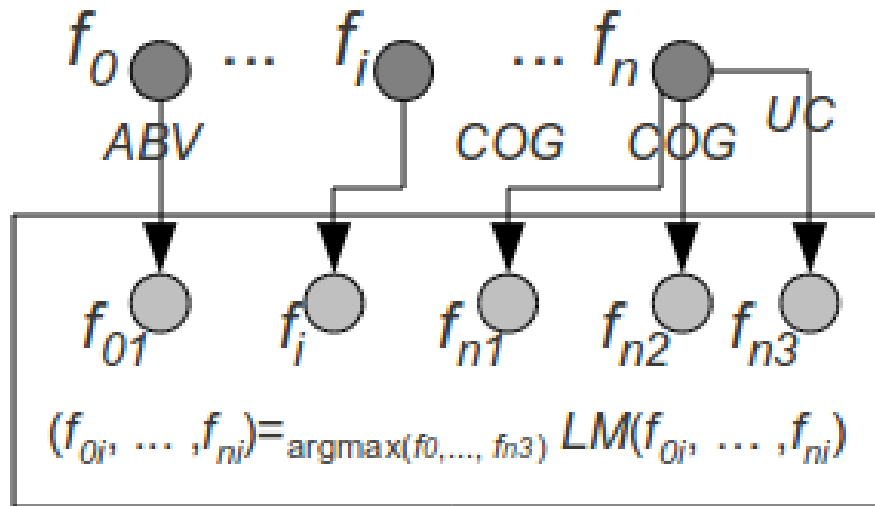 f0 ... fi ... fn
ABV COG COG UC
f01 fi fn1 fn2 fn3
(f0i, ... ,fni)=argmax(f0,..., fn3) LM(f0i, ... ,fni)